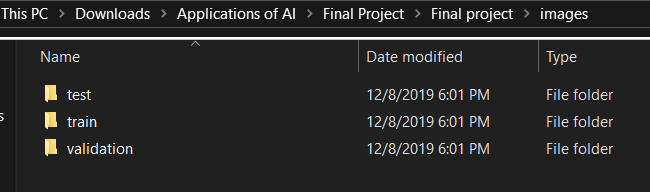 This PC > Downloads > Applications of AI > Final Project > Final project > images
Name Date modified Type
test 12/8/2019 6:01 PM File folder
train 12/8/2019 6:01 PM File folder
validation 12/8/2019 6:01 PM File folder
s